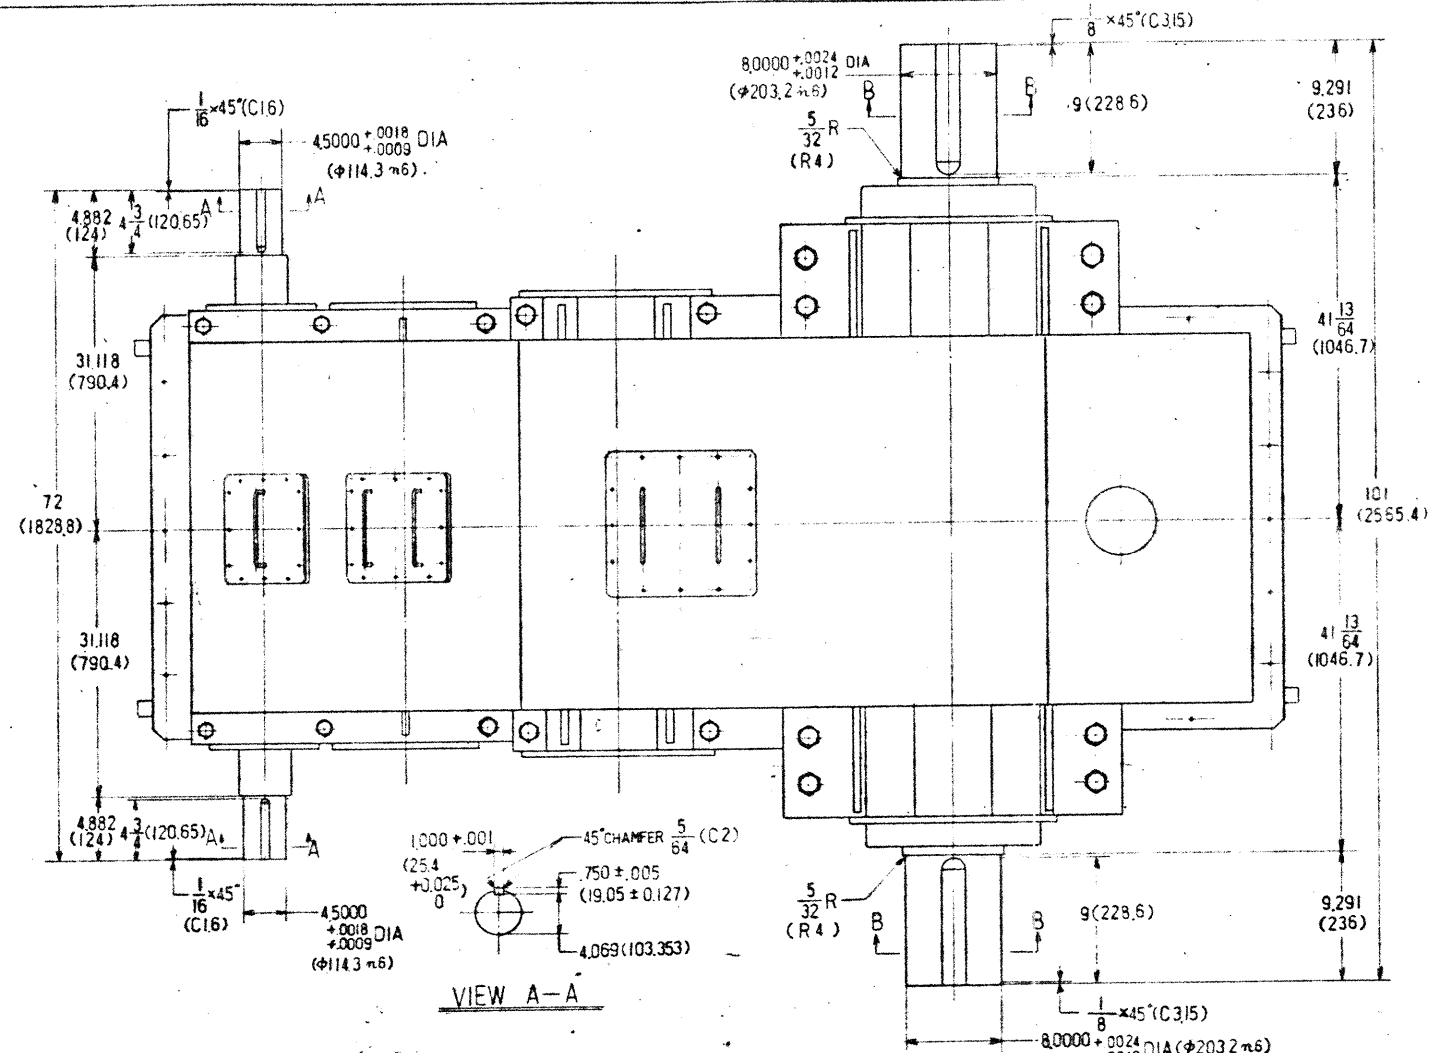 1/8 ×45°(C3.15)
8.0000 +.0024 +.0012 DIA
(φ203.2 n6)
B
B
9(228.6)
9.291
(236)
5/32 R
(R4)
1/16 ×45°(C1.6)
4.5000 +.0018 +.0009 DIA
(φ114.3 n6)
4.882
(124)
4 3/4 (120.65)
A
A
31.118
(790.4)
41 13/64
(1046.7)
72
(1828.8)
101
(2565.4)
31.118
(790.4)
41 13/64
(1046.7)
4.882
(124)
4 3/4 (120.65)
A
A
1/16 ×45°
(C1.6)
4.5000
+.0018
+.0009 DIA
(φ114.3 n6)
1.000 +.001
(25.4
+0.025
0)
45° CHAMFER 5/64 (C2)
.750 ±.005
(19.05 ± 0.127)
4.069(103.353)
VIEW A-A
5/32 R
(R4)
B
B
9(228.6)
9.291
(236)
1/8 ×45°(C3.15)
8.0000 +.0024 DIA(φ203.2 n6)